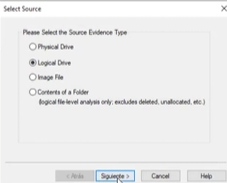 Select Source
Please Select the Source Evidence Type
Physical Drive
Logical Drive
Image File
Contents of a Folder
(logical file-level analysis only; excludes deleted, unallocated, etc.)
< Atrás
Siguiente >
Cancel
Help